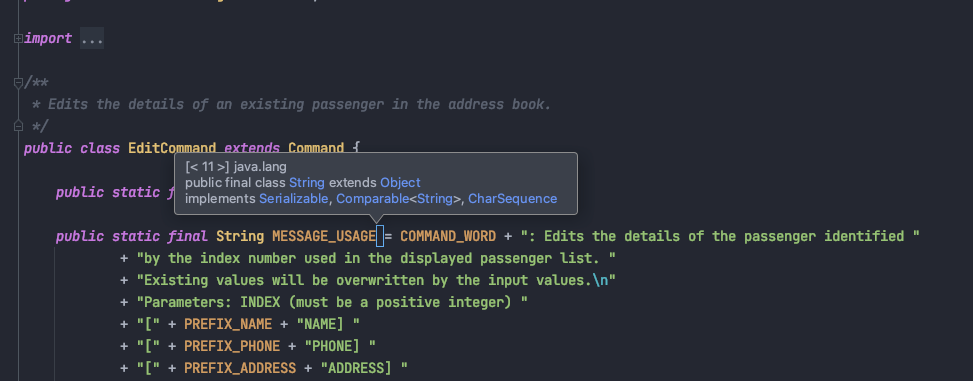 import ...
/**
* Edits the details of an existing passenger in the address book.
*/
public class EditCommand extends Command {
[< 11 >] java.lang
public final class String extends Object
implements Serializable, Comparable<String>, CharSequence
public static f
public static final String MESSAGE_USAGE = COMMAND_WORD + ": Edits the details of the passenger identified "
+ "by the index number used in the displayed passenger list. "
+ "Existing values will be overwritten by the input values.\n"
+ "Parameters: INDEX (must be a positive integer) "
+ "[" + PREFIX_NAME + "NAME] "
+ "[" + PREFIX_PHONE + "PHONE] "
+ "[" + PREFIX_ADDRESS + "ADDRESS] "